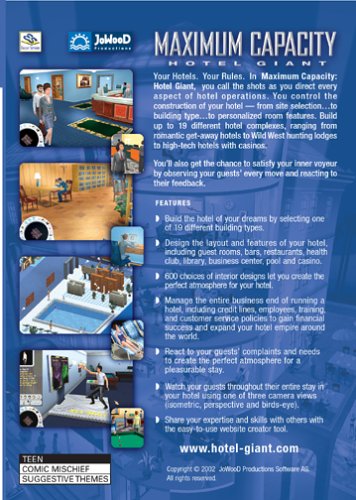 JoWooD
Productions
MAXIMUM CAPACITY
HOTEL GIANT
Your Hotels. Your Rules. In Maximum Capacity:
Hotel Giant, you call the shots as you direct every
aspect of hotel operations. You control the
construction of your hotel — from site selection...to
building type...to personalized room features. Build
up to 19 different hotel complexes, ranging from
romantic get-away hotels to Wild West hunting lodges
to high-tech hotels with casinos.
You'll also get the chance to satisfy your inner voyeur
by observing your guests' every move and reacting to
their feedback.
FEATURES
Build the hotel of your dreams by selecting one
of 19 different building types.
Design the layout and features of your hotel,
including guest rooms, bars, restaurants, health
club, library, business center, pool and casino.
600 choices of interior designs let you create the
perfect atmosphere for your hotel.
Manage the entire business end of running a
hotel, including credit lines, employees, training,
and customer service policies to gain financial
success and expand your hotel empire around
the world.
React to your guests' complaints and needs
to create the perfect atmosphere for a
pleasurable stay.
Watch your guests throughout their entire stay in
your hotel using one of three camera views
(isometric, perspective and birds-eye).
Share your expertise and skills with others with
the easy-to-use website creator tool.
www.hotel-giant.com
TEEN
COMIC MISCHIEF
SUGGESTIVE THEMES
Copyright © 2002 JoWooD Productions Software AG.
All Rights Reserved.